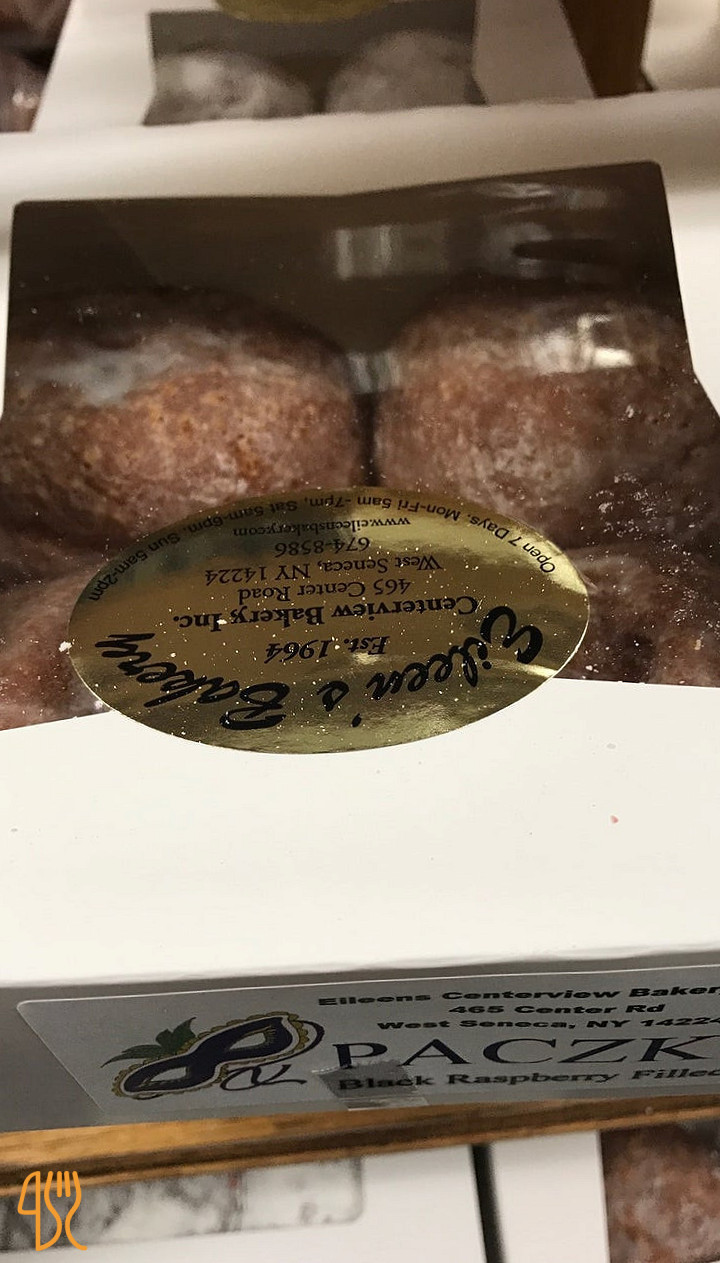 Eileen's Bakery
Est. 1964
Centerview Bakery, Inc.
465 Center Road
West Seneca, NY 14224
674-8586
www.eileensbakery.com
Open 7 Days, Mon-Fri 5am -7pm, Sat 5am-6pm, Sun 5am-2pm
Eileens Centerview Baker
465 Center Rd
West Seneca, NY 14224
PACZK
Black Raspberry Filled